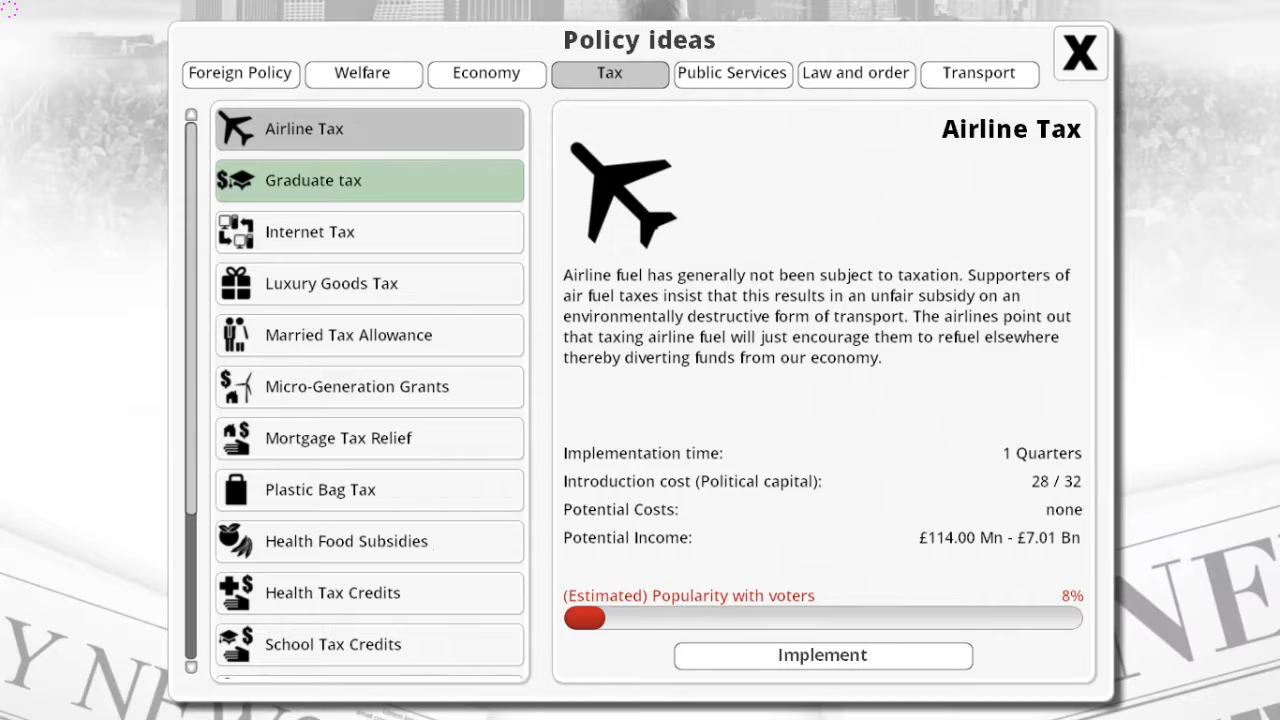 Policy ideas
X
Foreign Policy
Welfare
Economy
Tax
Public Services
Law and order
Transport
Airline Tax
Graduate tax
Internet Tax
Luxury Goods Tax
Married Tax Allowance
Micro-Generation Grants
Mortgage Tax Relief
Plastic Bag Tax
Health Food Subsidies
Health Tax Credits
School Tax Credits
Airline Tax
Airline fuel has generally not been subject to taxation. Supporters of
air fuel taxes insist that this results in an unfair subsidy on an
environmentally destructive form of transport. The airlines point out
that taxing airline fuel will just encourage them to refuel elsewhere
thereby diverting funds from our economy.
Implementation time: 1 Quarters
Introduction cost (Political capital): 28 / 32
Potential Costs: none
Potential Income: £114.00 Mn - £7.01 Bn
(Estimated) Popularity with voters 8%
Implement